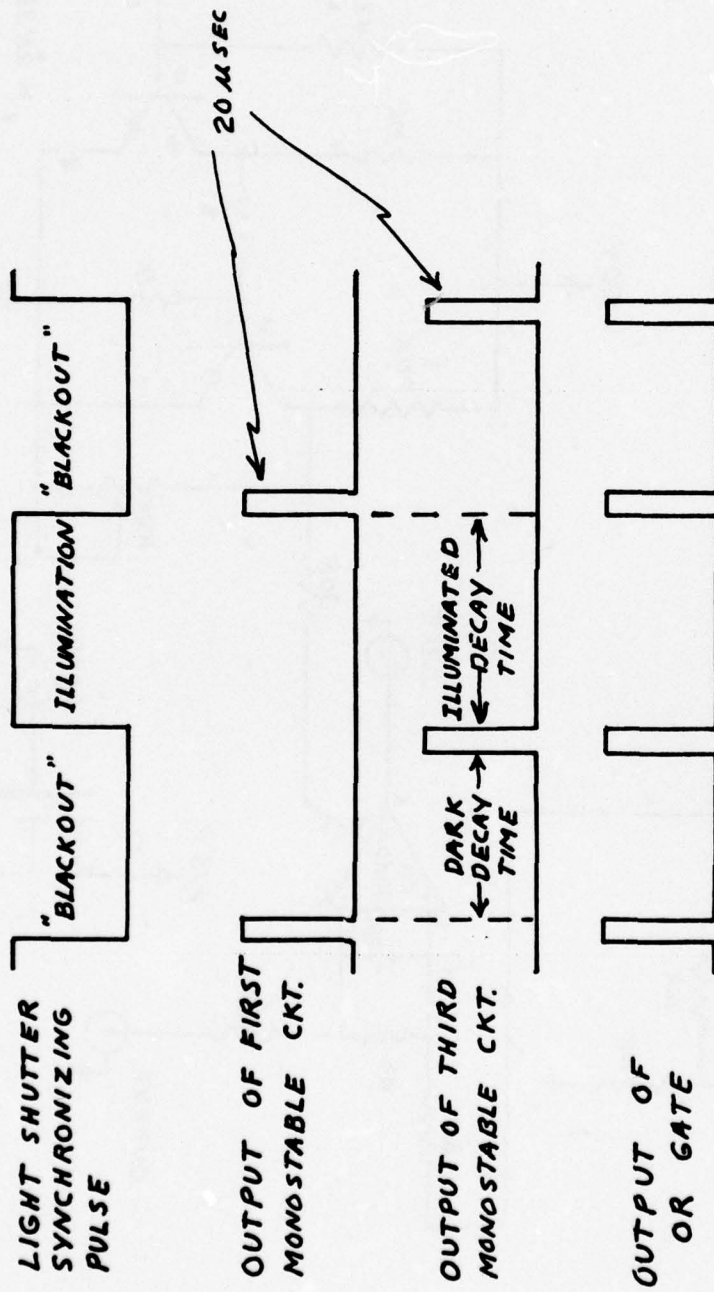 LIGHT SHUTTER
SYNCHRONIZING
PULSE
"BLACKOUT"
ILLUMINATION
"BLACKOUT"
20 µ SEC
OUTPUT OF FIRST
MONOSTABLE CKT.
OUTPUT OF THIRD
MONOSTABLE CKT.
DARK
DECAY
TIME
ILLUMINATED
DECAY
TIME
OUTPUT OF
OR GATE